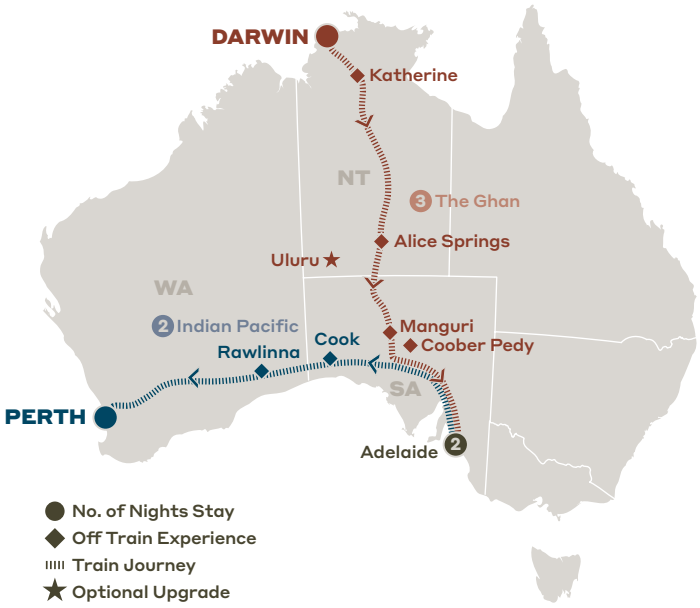 DARWIN
Katherine
NT
3 The Ghan
Alice Springs
Uluru
WA
2 Indian Pacific
Manguri
Cook
Coober Pedy
Rawlinna
SA
PERTH
Adelaide 2
No. of Nights Stay
Off Train Experience
Train Journey
Optional Upgrade